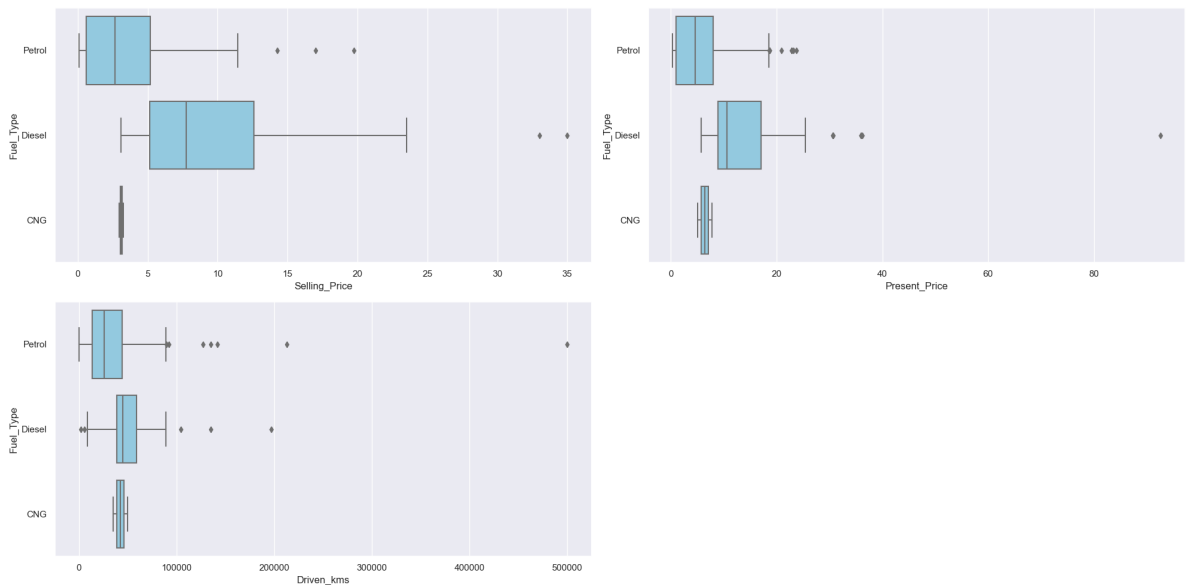 Petrol
Diesel
CNG
Fuel_Type
0 5 10 15 20 25 30 35
Selling_Price
Petrol
Diesel
CNG
Fuel_Type
0 20 40 60 80
Present_Price
Petrol
Diesel
CNG
Fuel_Type
0 100000 200000 300000 400000 500000
Driven_kms